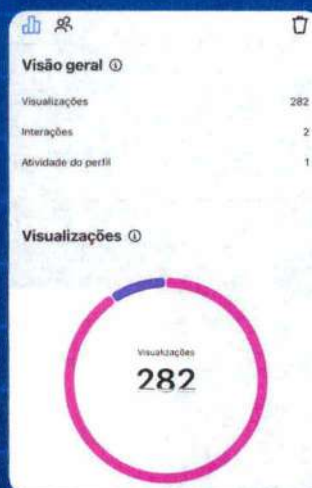 Visão geral
Visualizações 282
Interações 2
Atividade do perfil 1
Visualizações
Visualizações
282